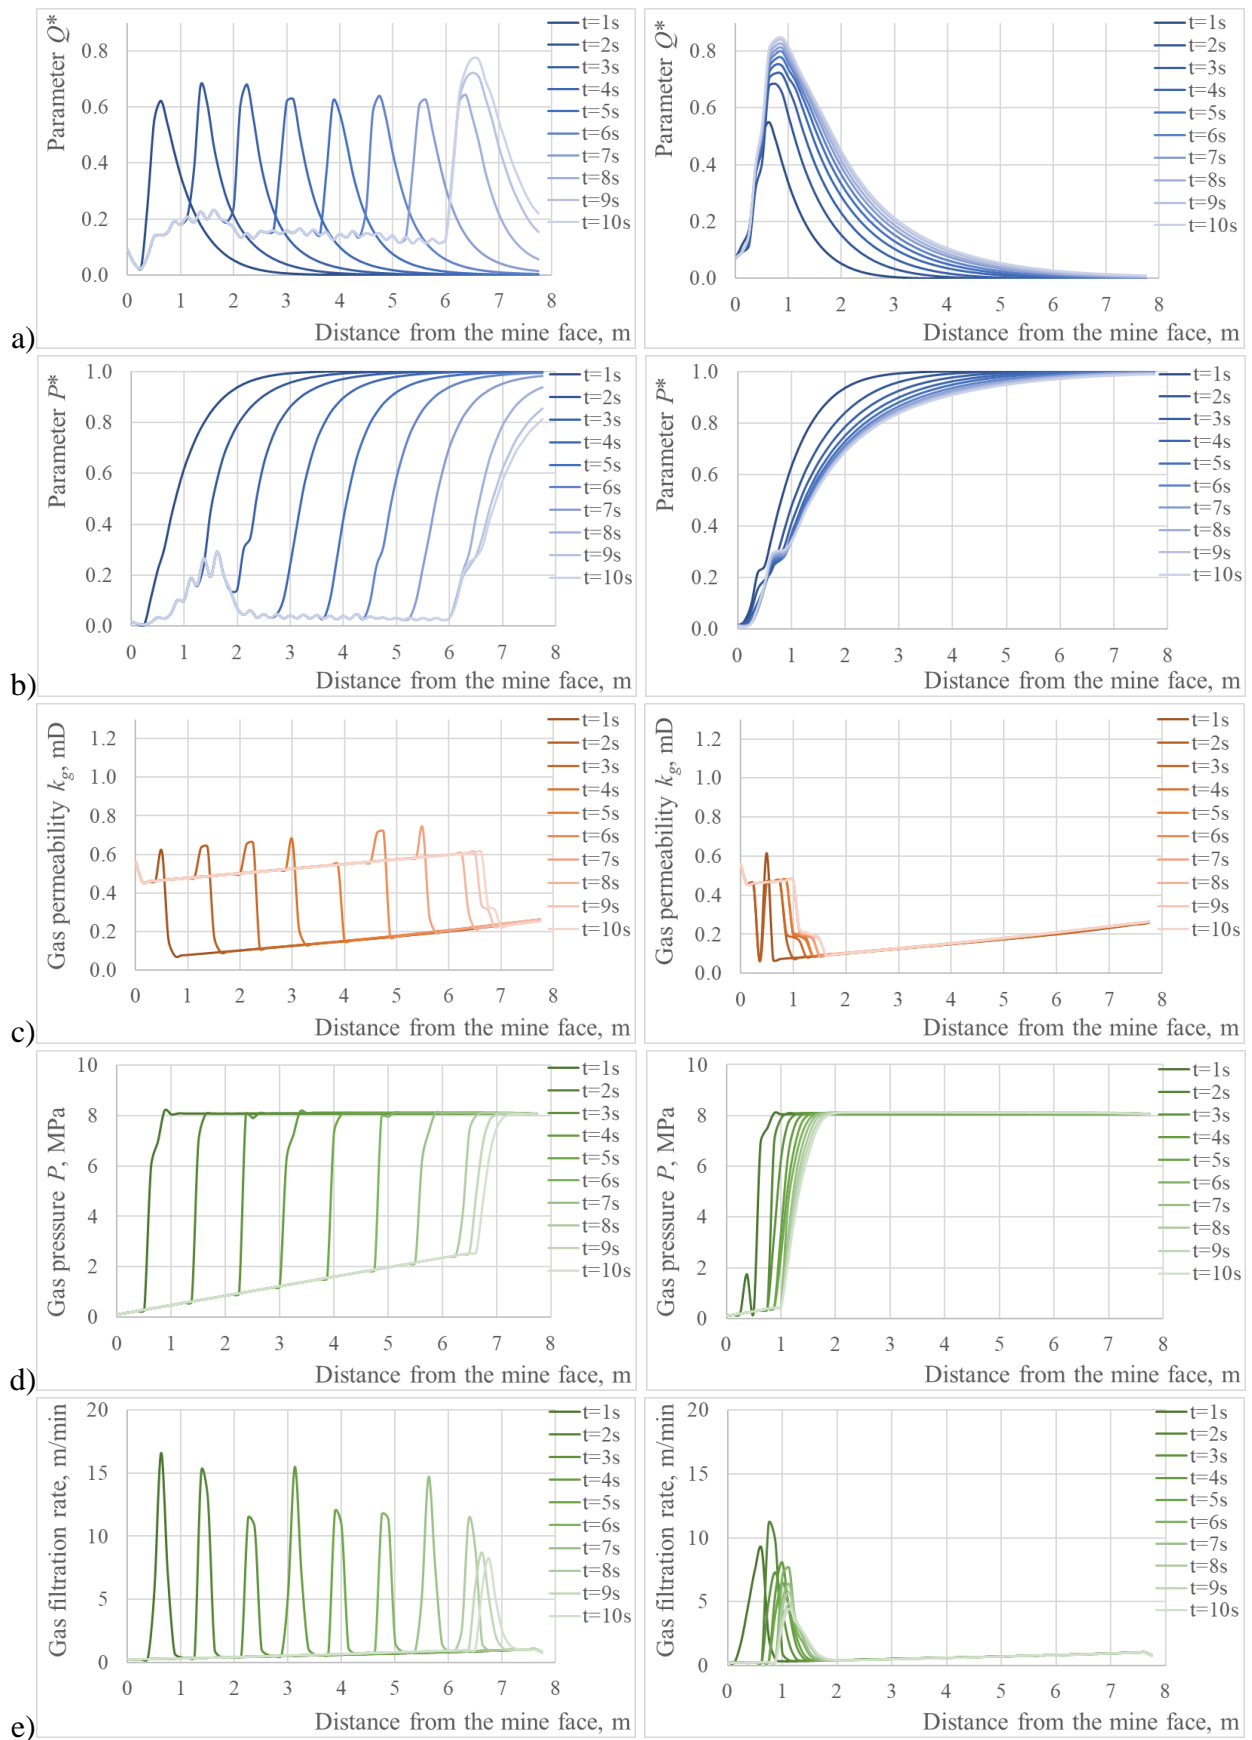 a)
Parameter Q*
0.8
0.6
0.4
0.2
0.0
0 1 2 3 4 5 6 7 8
Distance from the mine face, m
t=1s
t=2s
t=3s
t=4s
t=5s
t=6s
t=7s
t=8s
t=9s
t=10s
Parameter Q*
0.8
0.6
0.4
0.2
0.0
0 1 2 3 4 5 6 7 8
Distance from the mine face, m
t=1s
t=2s
t=3s
t=4s
t=5s
t=6s
t=7s
t=8s
t=9s
t=10s
b)
Parameter P*
1.0
0.8
0.6
0.4
0.2
0.0
0 1 2 3 4 5 6 7 8
Distance from the mine face, m
t=1s
t=2s
t=3s
t=4s
t=5s
t=6s
t=7s
t=8s
t=9s
t=10s
Parameter P*
1.0
0.8
0.6
0.4
0.2
0.0
0 1 2 3 4 5 6 7 8
Distance from the mine face, m
t=1s
t=2s
t=3s
t=4s
t=5s
t=6s
t=7s
t=8s
t=9s
t=10s
c)
Gas permeability kg, mD
1.2
1.0
0.8
0.6
0.4
0.2
0.0
0 1 2 3 4 5 6 7 8
Distance from the mine face, m
t=1s
t=2s
t=3s
t=4s
t=5s
t=6s
t=7s
t=8s
t=9s
t=10s
Gas permeability kg, mD
1.2
1.0
0.8
0.6
0.4
0.2
0.0
0 1 2 3 4 5 6 7 8
Distance from the mine face, m
t=1s
t=2s
t=3s
t=4s
t=5s
t=6s
t=7s
t=8s
t=9s
t=10s
d)
Gas pressure P, MPa
10
8
6
4
2
0
0 1 2 3 4 5 6 7 8
Distance from the mine face, m
t=1s
t=2s
t=3s
t=4s
t=5s
t=6s
t=7s
t=8s
t=9s
t=10s
Gas pressure P, MPa
10
8
6
4
2
0
0 1 2 3 4 5 6 7 8
Distance from the mine face, m
t=1s
t=2s
t=3s
t=4s
t=5s
t=6s
t=7s
t=8s
t=9s
t=10s
e)
Gas filtration rate, m/min
20
15
10
5
0
0 1 2 3 4 5 6 7 8
Distance from the mine face, m
t=1s
t=2s
t=3s
t=4s
t=5s
t=6s
t=7s
t=8s
t=9s
t=10s
Gas filtration rate, m/min
20
15
10
5
0
0 1 2 3 4 5 6 7 8
Distance from the mine face, m
t=1s
t=2s
t=3s
t=4s
t=5s
t=6s
t=7s
t=8s
t=9s
t=10s